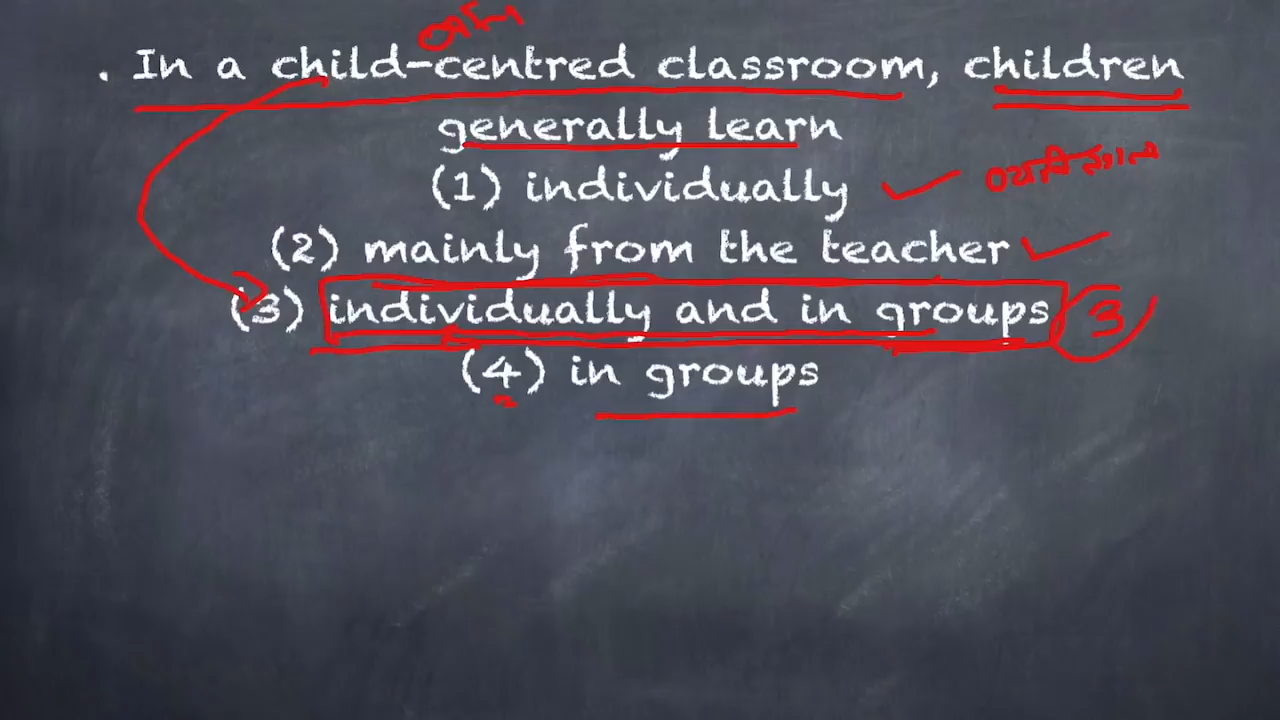 . In a child-centred classroom, children
generally learn
(1) individually
(2) mainly from the teacher
(3) individually and in groups 3
(4) in groups